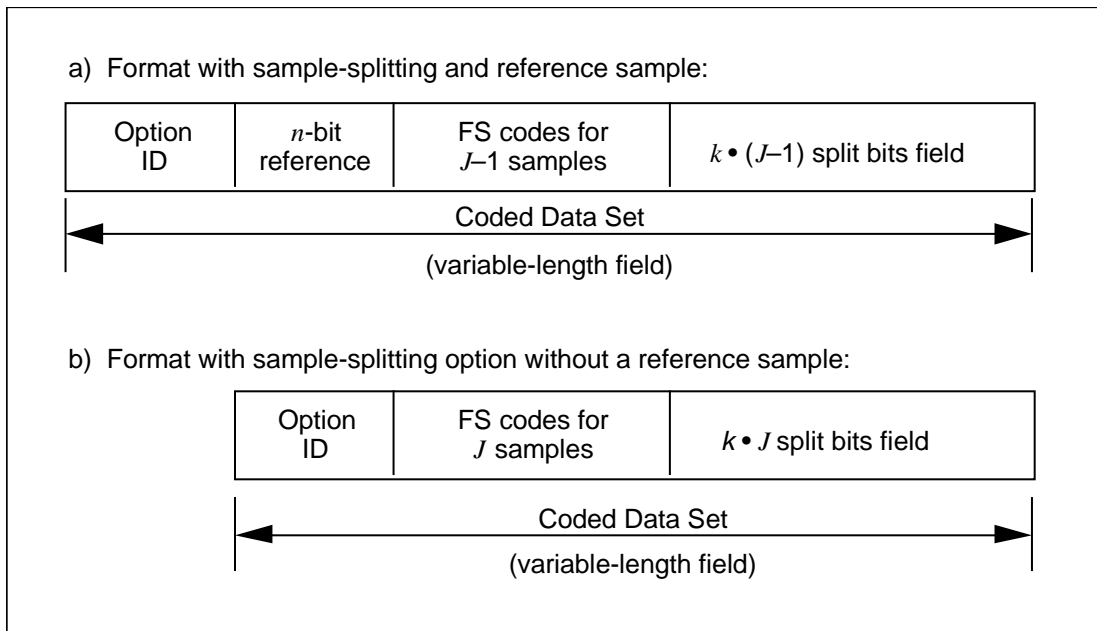 a) Format with sample-splitting and reference sample:
Option ID
n-bit reference
FS codes for J–1 samples
k • (J–1) split bits field
Coded Data Set
(variable-length field)
b) Format with sample-splitting option without a reference sample:
Option ID
FS codes for J samples
k • J split bits field
Coded Data Set
(variable-length field)